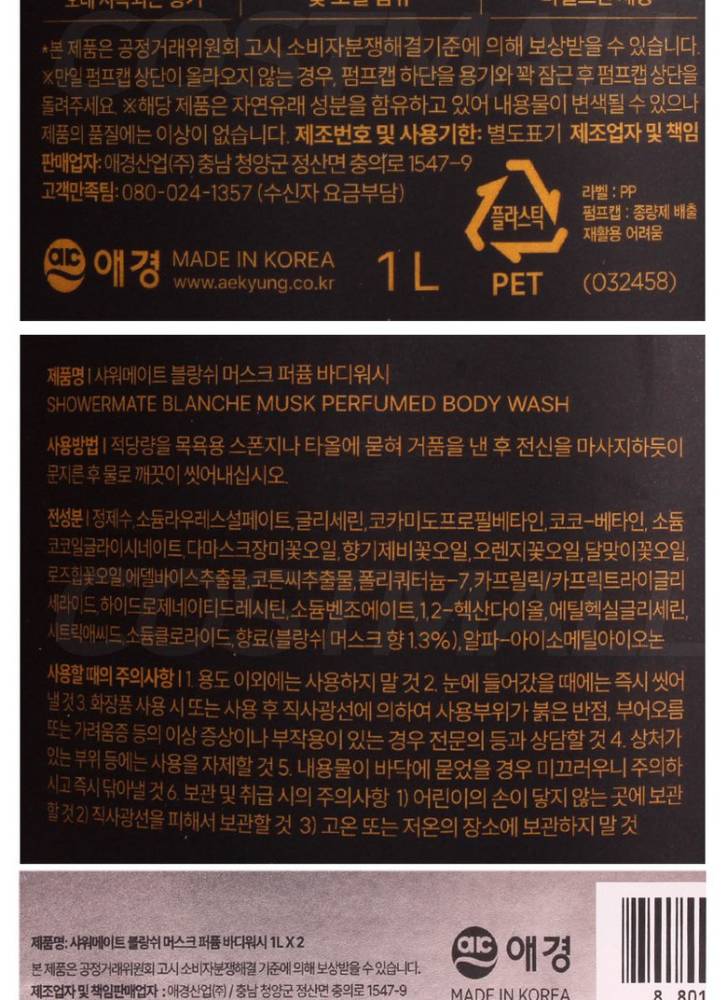 *본 제품은 공정거래위원회 고시 소비자분쟁해결기준에 의해 보상받을 수 있습니다.
※만일 펌프캡 상단이 올라오지 않는 경우, 펌프캡 하단을 용기와 꽉 잠근 후 펌프캡 상단을
돌려주세요. ※해당 제품은 자연유래 성분을 함유하고 있어 내용물이 변색될 수 있으나
제품의 품질에는 이상이 없습니다. 제조번호 및 사용기한: 별도표기 제조업자 및 책임
판매업자: 애경산업(주) 충남 청양군 정산면 충의로 1547-9
고객만족팀: 080-024-1357 (수신자 요금부담)
플라스틱
PET
라벨 : PP
펌프캡 : 종량제 배출
재활용 어려움
(032458)
애경
MADE IN KOREA
www.aekyung.co.kr
1 L
제품명 | 샤워메이트 블랑쉬 머스크 퍼퓸 바디워시
SHOWERMATE BLANCHE MUSK PERFUMED BODY WASH
사용방법 | 적당량을 목욕용 스폰지나 타올에 묻혀 거품을 낸 후 전신을 마사지하듯이
문지른 후 물로 깨끗이 씻어내십시오.
전성분 | 정제수, 소듐라우레스설페이트, 글리세린, 코카미도프로필베타인, 코코-베타인, 소듐
코코일글라이시네이트, 다마스크장미꽃오일, 향기제비꽃오일, 오렌지꽃오일, 달맞이꽃오일,
로즈힙꽃오일, 에델바이스추출물, 코튼씨추출물, 폴리쿼터늄-7, 카프릴릭/카프릭트라이글리
세라이드, 하이드로제네이티드레시틴, 소듐벤조에이트, 1,2-헥산다이올, 에틸헥실글리세린,
시트릭애씨드, 소듐클로라이드, 향료(블랑쉬 머스크 향 1.3%), 알파-아이소메틸아이오논
사용할 때의 주의사항 | 1. 용도 이외에는 사용하지 말 것 2. 눈에 들어갔을 때에는 즉시 씻어
낼 것 3. 화장품 사용 시 또는 사용 후 직사광선에 의하여 사용부위가 붉은 반점, 부어오름
또는 가려움증 등의 이상 증상이나 부작용이 있는 경우 전문의 등과 상담할 것 4. 상처가
있는 부위 등에는 사용을 자제할 것 5. 내용물이 바닥에 묻었을 경우 미끄러우니 주의하
시고 즉시 닦아낼 것 6. 보관 및 취급 시의 주의사항 1) 어린이의 손이 닿지 않는 곳에 보관
할 것 2) 직사광선을 피해서 보관할 것 3) 고온 또는 저온의 장소에 보관하지 말 것
제품명: 샤워메이트 블랑쉬 머스크 퍼퓸 바디워시 1L X 2
본 제품은 공정거래위원회 고시 소비자분쟁해결 기준에 의해 보상받을 수 있습니다.
제조업자 및 책임판매업자 : 애경산업(주) / 충남 청양군 정산면 충의로 1547-9
애경
MADE IN KOREA
8 801
COSTMALL